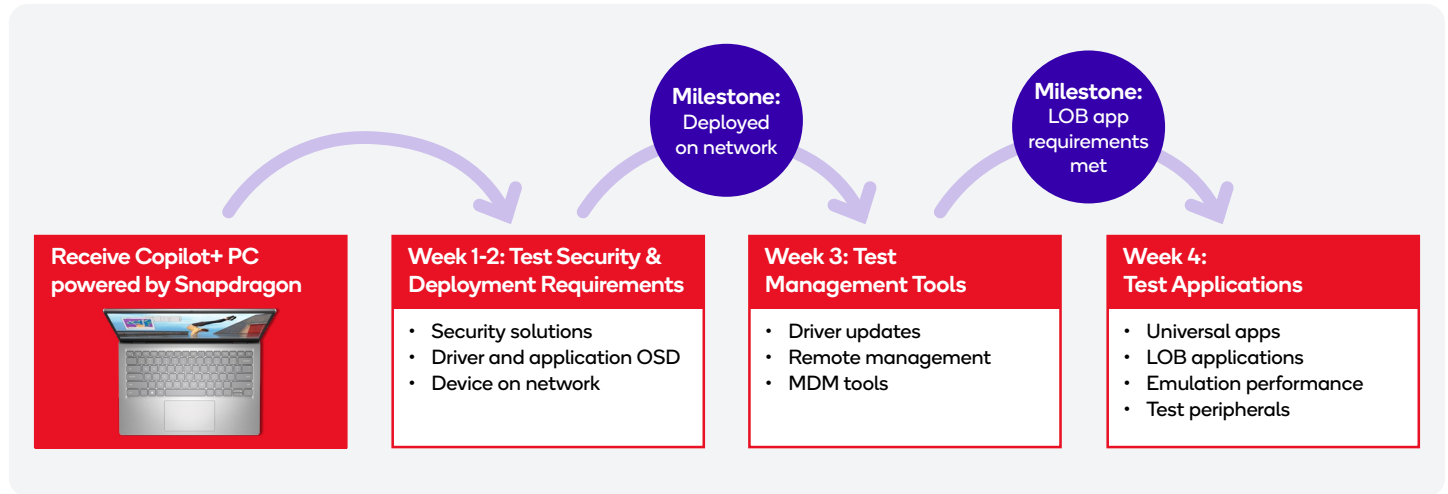 Milestone:
Deployed
on network
Milestone:
LOB app
requirements
met
Receive Copilot+ PC
powered by Snapdragon
Week 1-2: Test Security &
Deployment Requirements
• Security solutions
• Driver and application OSD
• Device on network
Week 3: Test
Management Tools
• Driver updates
• Remote management
• MDM tools
Week 4:
Test Applications
• Universal apps
• LOB applications
• Emulation performance
• Test peripherals